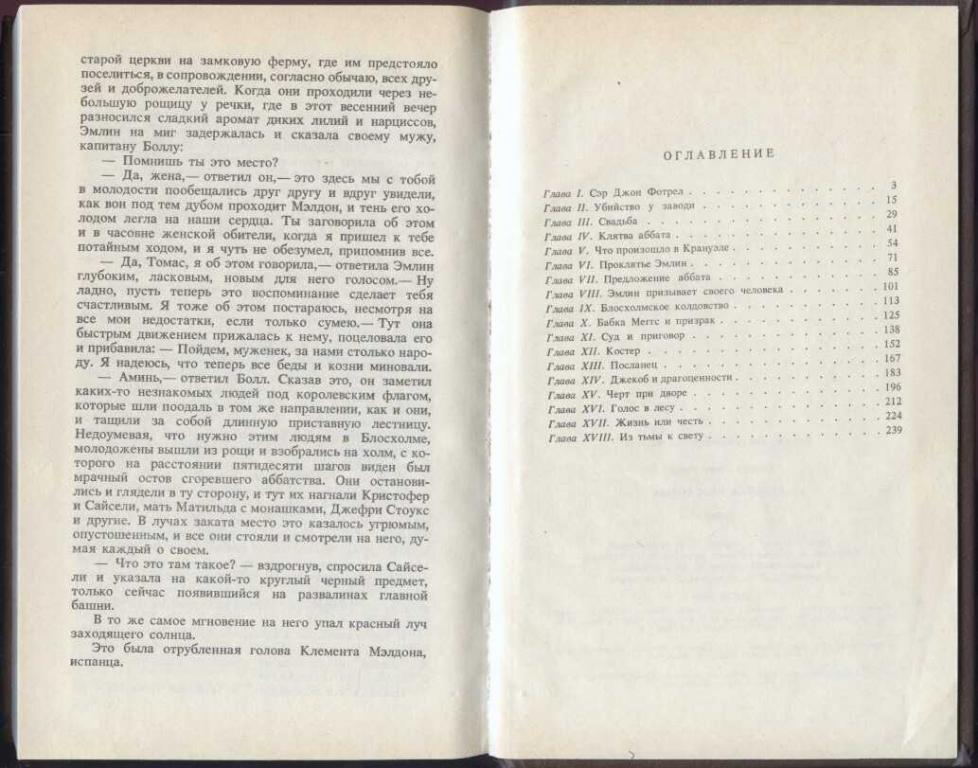 старой церкви на замковую ферму, где им предстояло
поселиться, в сопровождении, согласно обычаю, всех дру-
зей и доброжелателей. Когда они проходили через не-
большую рощицу у речки, где в этот весенний вечер
разносился сладкий аромат диких лилий и нарциссов,
Эмлин на миг задержалась и сказала своему мужу,
капитану Боллу:
— Помнишь ты это место?
— Да, жена,— ответил он,— это здесь мы с тобой
в молодости пообещались друг другу и вдруг увидели,
как вон под тем дубом проходит Мэлдон, и тень его хо-
лодом легла на наши сердца. Ты заговорила об этом
и в часовне женской обители, когда я пришел к тебе
потайным ходом, и я чуть не обезумел, припомнив все.
— Да, Томас, я об этом говорила,— ответила Эмлин
глубоким, ласковым, новым для него голосом.— Ну
ладно, пусть теперь это воспоминание сделает тебя
счастливым. Я тоже об этом постараюсь, несмотря на
все мои недостатки, если только сумею.— Тут она
быстрым движением прижалась к нему, поцеловала его
и прибавила: — Пойдем, муженек, за нами столько наро-
ду. Я надеюсь, что теперь все беды и козни миновали.
— Аминь,— ответил Болл. Сказав это, он заметил
каких-то незнакомых людей под королевским флагом,
которые шли поодаль в том же направлении, как и они,
и тащили за собой длинную приставную лестницу.
Недоумевая, что нужно этим людям в Блосхолме,
молодожены вышли из рощи и взобрались на холм, с ко-
торого на расстоянии пятидесяти шагов виден был
мрачный остов сгоревшего аббатства. Они останови-
лись и глядели в ту сторону, и тут их нагнали Кристофер
и Сайсели, мать Матильда с монашками, Джефри Стоукс
и другие. В лучах заката место это казалось угрюмым,
опустошенным, и все они стояли и смотрели на него, ду-
мая каждый о своем.
— Что это там такое? — вздрогнув, спросила Сайсе-
ли и указала на какой-то круглый черный предмет,
только сейчас появившийся на развалинах главной
башни.
В то же самое мгновение на него упал красный луч
заходящего солнца.
Это была отрубленная голова Клемента Мэлдона,
испанца.
ОГЛАВЛЕНИЕ
Глава I. Сэр Джон Фотрел . . . . . . . . . . 3
Глава II. Убийство у заводи . . . . . . . . . . 15
Глава III. Свадьба . . . . . . . . . . 29
Глава IV. Клятва аббата . . . . . . . . . . 41
Глава V. Что произошло в Крануэле . . . . . . . . . . 54
Глава VI. Проклятье Эмлин . . . . . . . . . . 71
Глава VII. Предложение аббата . . . . . . . . . . 85
Глава VIII. Эмлин призывает своего человека . . . . . . . 101
Глава IX. Блосхолмское колдовство . . . . . . . . . . 113
Глава X. Бабка Меггс и призрак . . . . . . . . . . 125
Глава XI. Суд и приговор . . . . . . . . . . 138
Глава XII. Костер . . . . . . . . . . 152
Глава XIII. Посланец . . . . . . . . . . 167
Глава XIV. Джекоб и драгоценности . . . . . . . . . . 183
Глава XV. Черт при дворе . . . . . . . . . . 196
Глава XVI. Голос в лесу . . . . . . . . . . 212
Глава XVII. Жизнь или честь . . . . . . . . . . 224
Глава XVIII. Из тьмы к свету . . . . . . . . . . 239